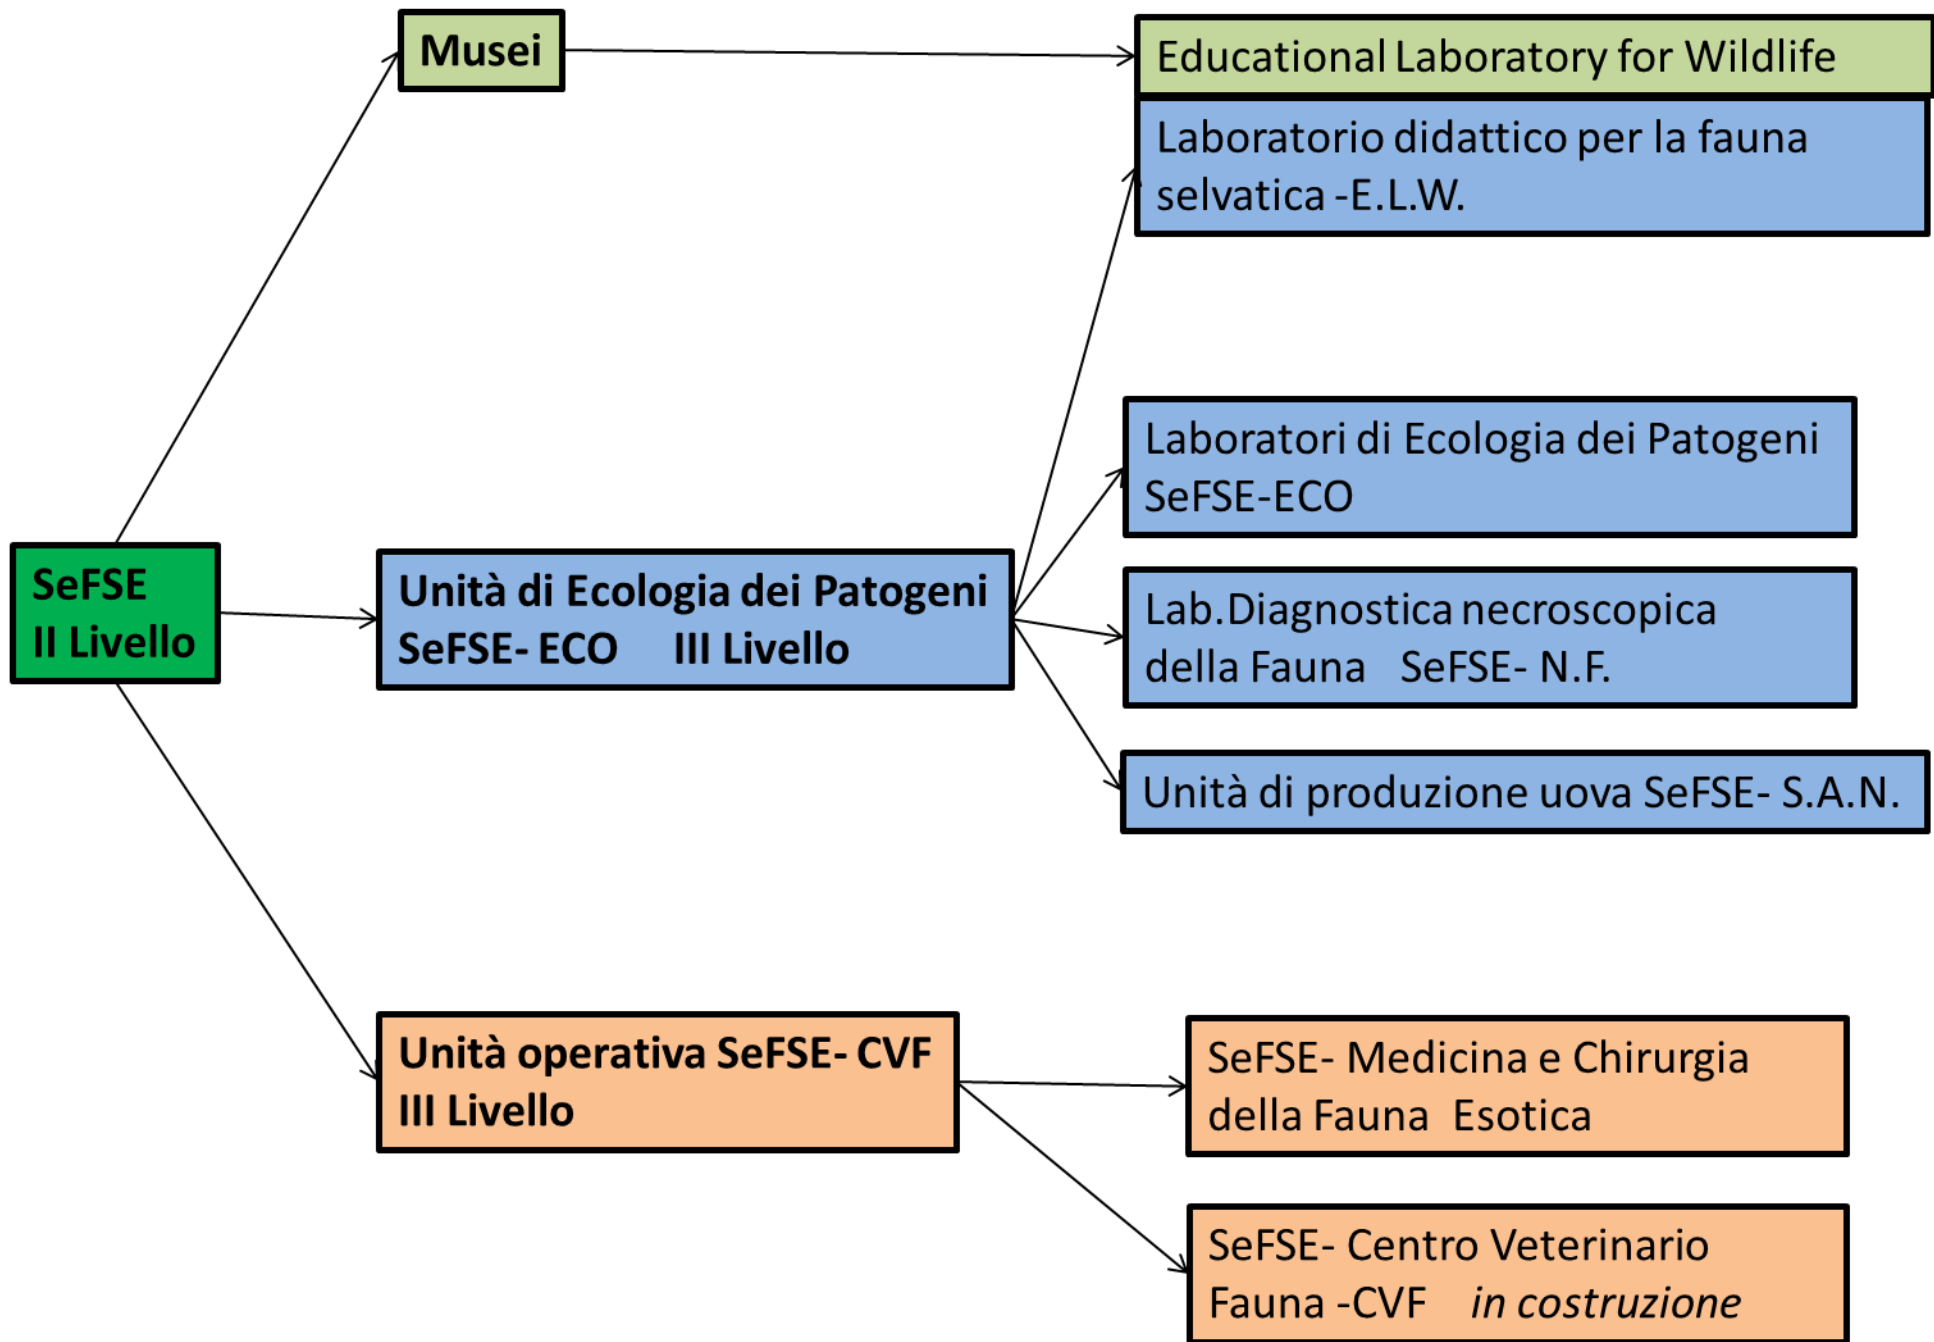 Musei
Educational Laboratory for Wildlife
Laboratorio didattico per la fauna
selvatica -E.L.W.
Laboratori di Ecologia dei Patogeni
SeFSE-ECO
SeFSE
II Livello
Unità di Ecologia dei Patogeni
SeFSE- ECO III Livello
Lab.Diagnostica necroscopica
della Fauna SeFSE- N.F.
Unità di produzione uova SeFSE- S.A.N.
Unità operativa SeFSE- CVF
III Livello
SeFSE- Medicina e Chirurgia
della Fauna Esotica
SeFSE- Centro Veterinario
Fauna -CVF in costruzione